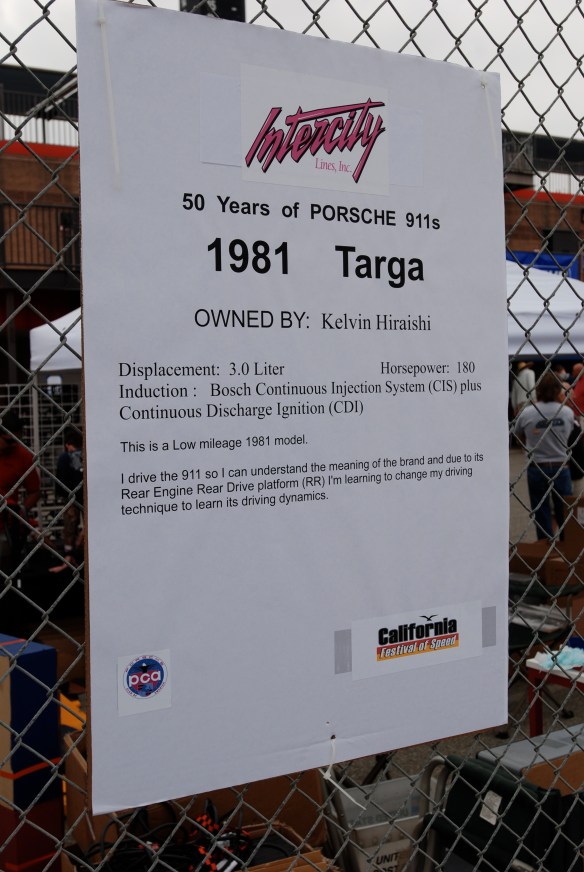 Intercity
Lines, Inc.
50 Years of PORSCHE 911s
1981 Targa
OWNED BY: Kelvin Hiraishi
Displacement: 3.0 Liter Horsepower: 180
Induction : Bosch Continuous Injection System (CIS) plus
Continuous Discharge Ignition (CDI)
This is a Low mileage 1981 model.
I drive the 911 so I can understand the meaning of the brand and due to its
Rear Engine Rear Drive platform (RR) I'm learning to change my driving
technique to learn its driving dynamics.
California
Festival of Speed
pca
UNIT